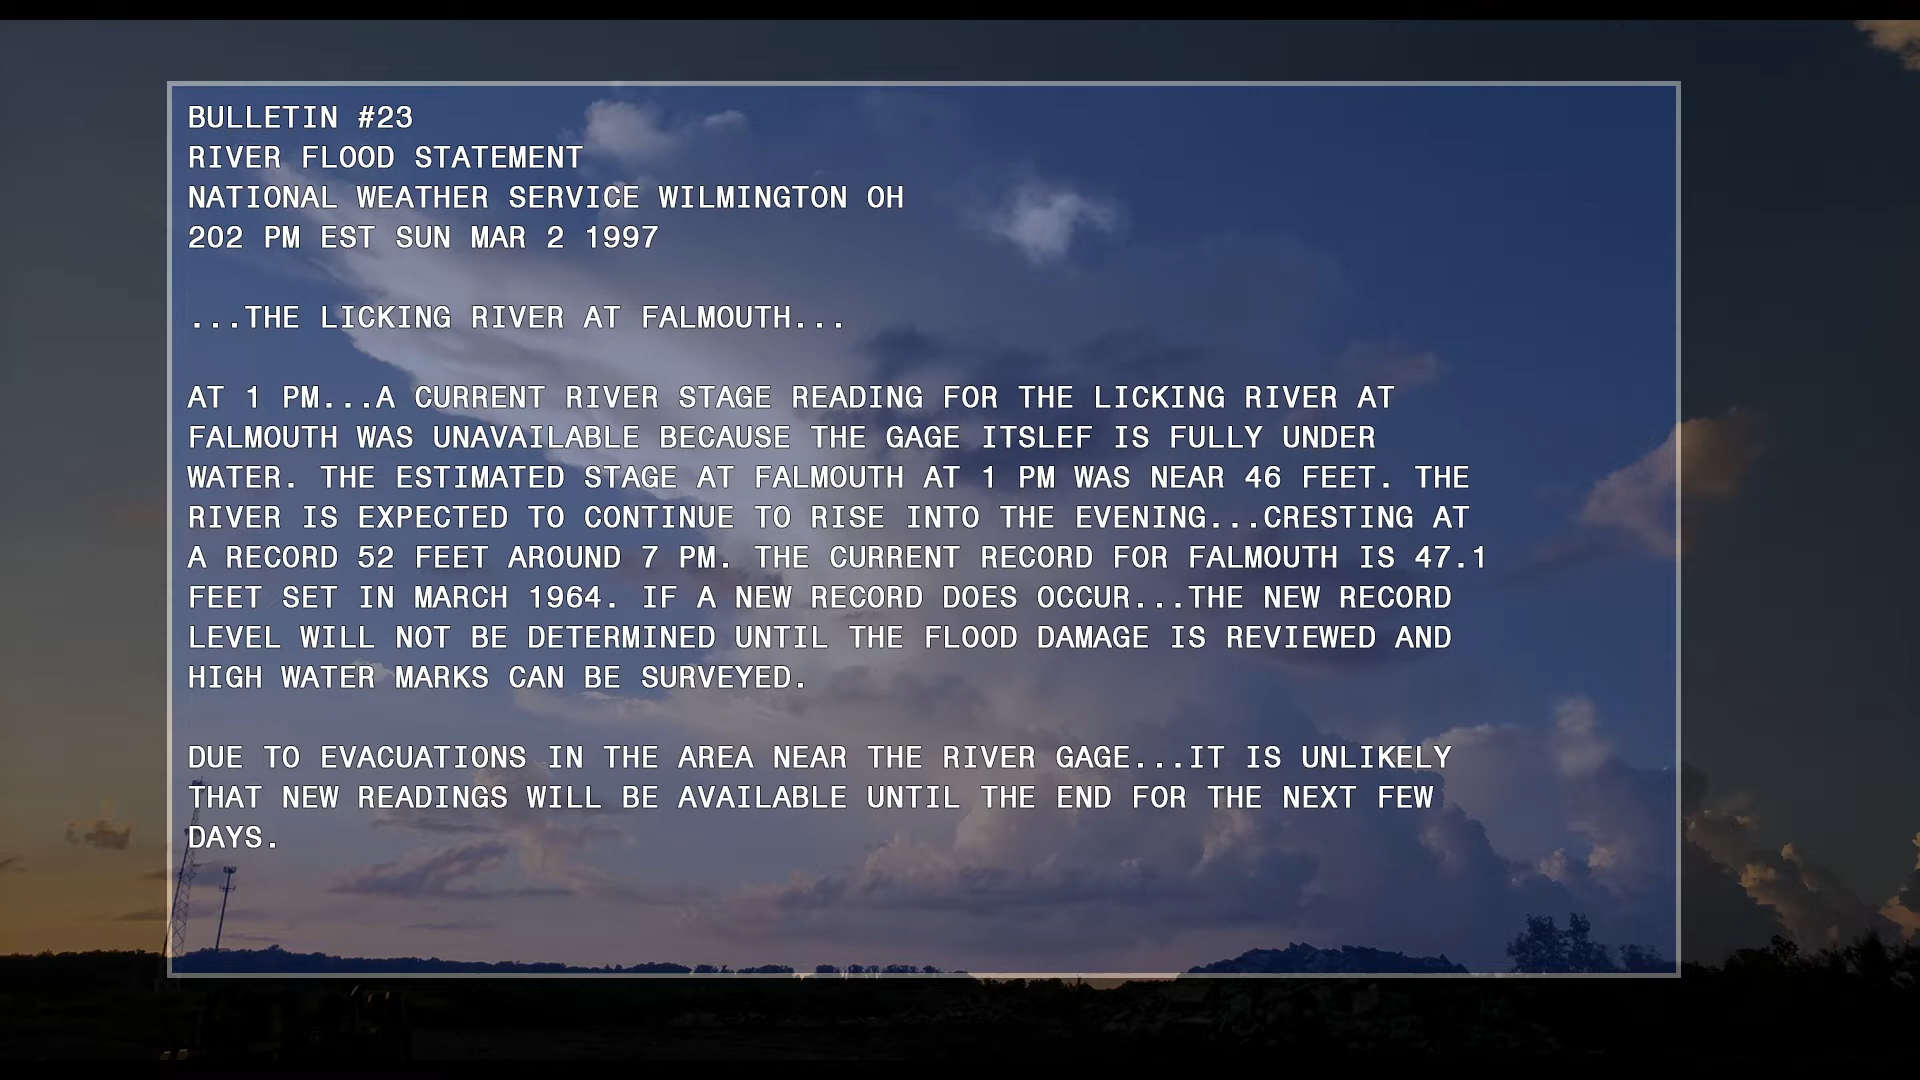 BULLETIN #23
RIVER FLOOD STATEMENT
NATIONAL WEATHER SERVICE WILMINGTON OH
202 PM EST SUN MAR 2 1997
...THE LICKING RIVER AT FALMOUTH...
AT 1 PM...A CURRENT RIVER STAGE READING FOR THE LICKING RIVER AT
FALMOUTH WAS UNAVAILABLE BECAUSE THE GAGE ITSLEF IS FULLY UNDER
WATER. THE ESTIMATED STAGE AT FALMOUTH AT 1 PM WAS NEAR 46 FEET. THE
RIVER IS EXPECTED TO CONTINUE TO RISE INTO THE EVENING...CRESTING AT
A RECORD 52 FEET AROUND 7 PM. THE CURRENT RECORD FOR FALMOUTH IS 47.1
FEET SET IN MARCH 1964. IF A NEW RECORD DOES OCCUR...THE NEW RECORD
LEVEL WILL NOT BE DETERMINED UNTIL THE FLOOD DAMAGE IS REVIEWED AND
HIGH WATER MARKS CAN BE SURVEYED.
DUE TO EVACUATIONS IN THE AREA NEAR THE RIVER GAGE...IT IS UNLIKELY
THAT NEW READINGS WILL BE AVAILABLE UNTIL THE END FOR THE NEXT FEW
DAYS.